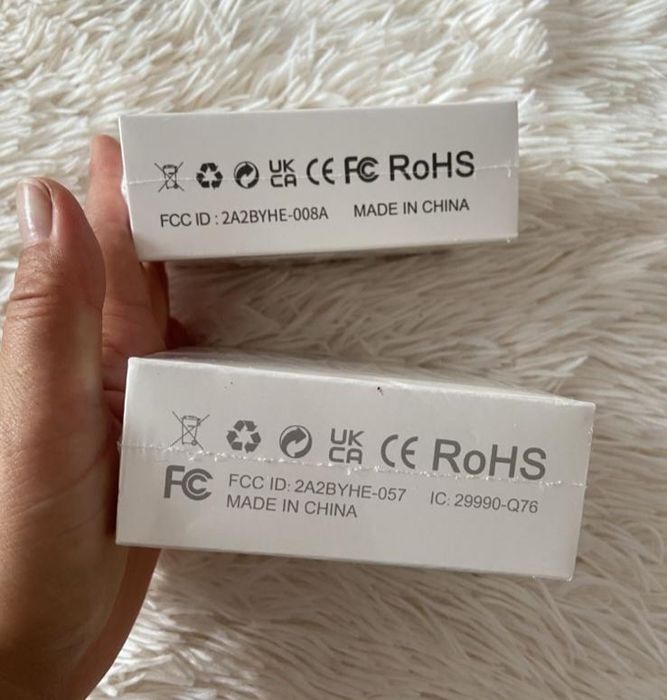 UK CA CE FC RoHS
FCC ID : 2A2BYHE-008A MADE IN CHINA
UK CA CE RoHS
FC FCC ID: 2A2BYHE-057 IC: 29990-Q76
MADE IN CHINA